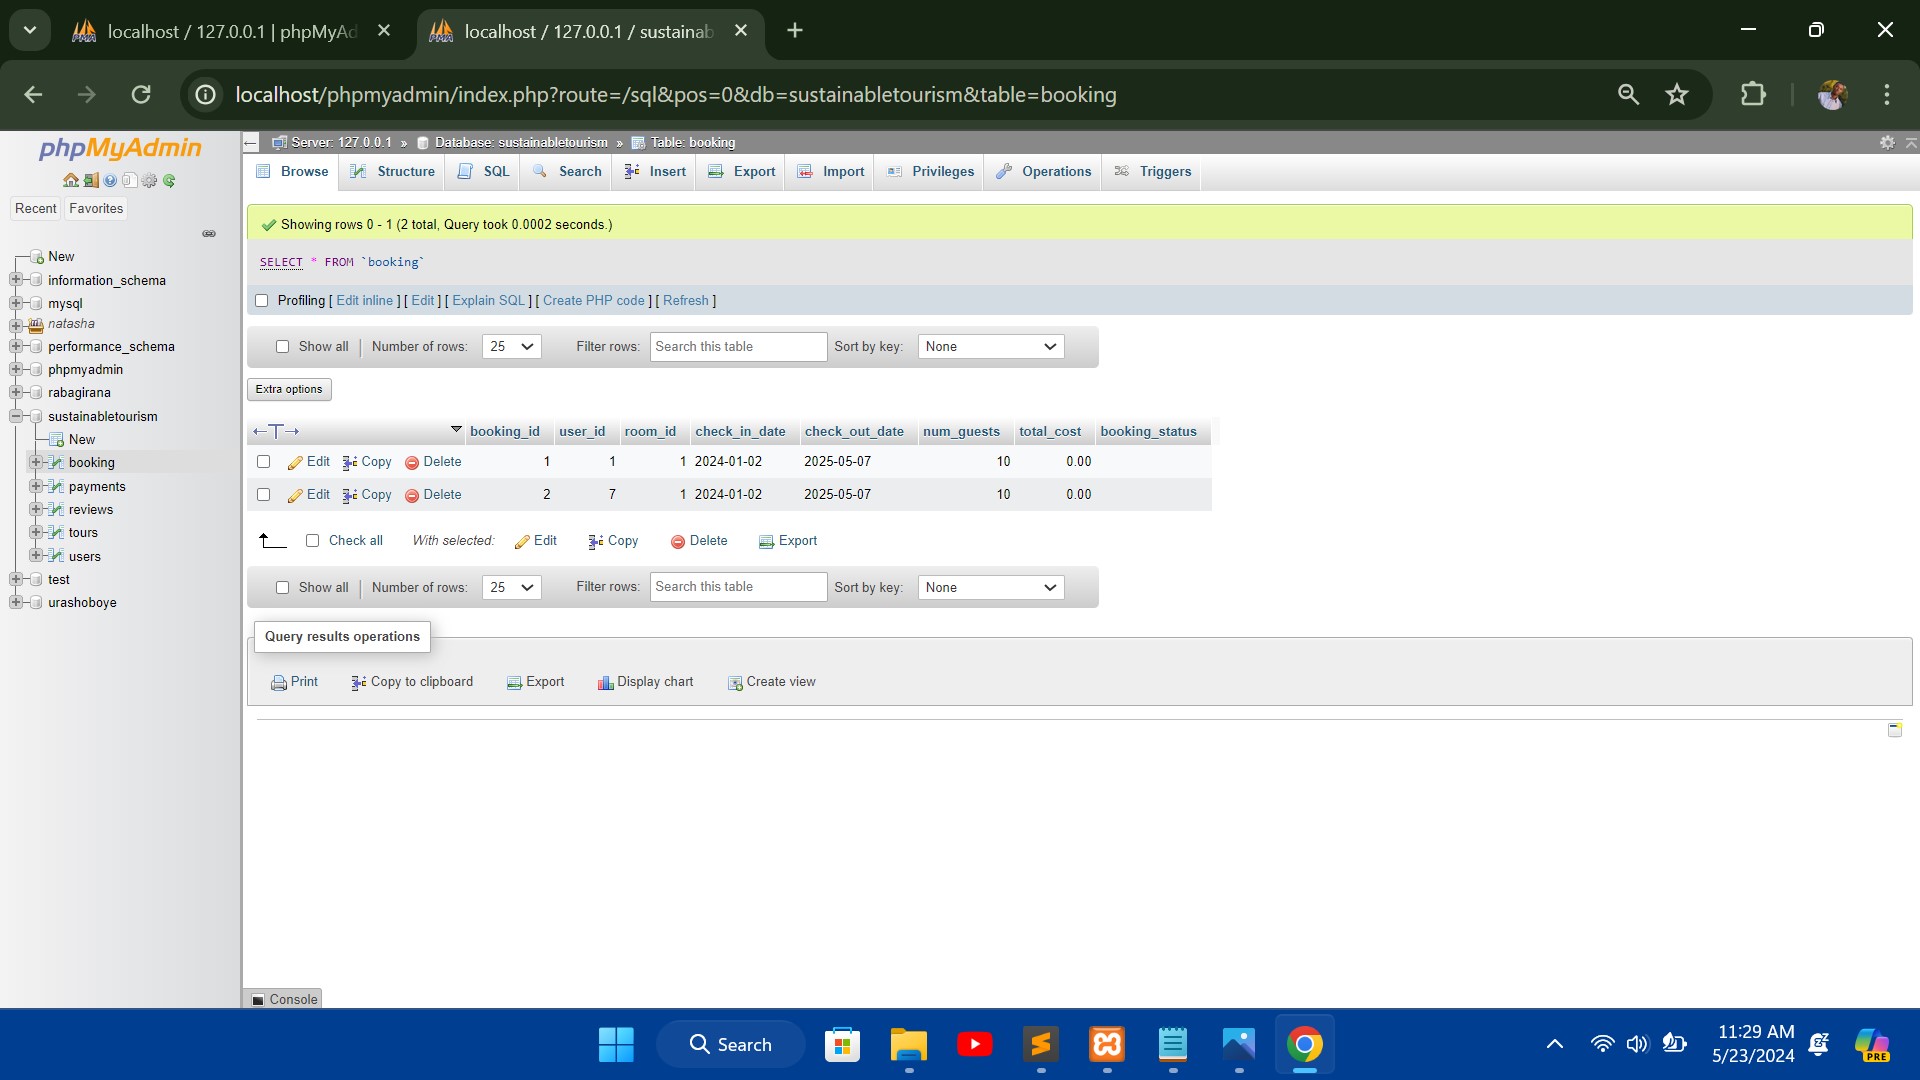 localhost / 127.0.0.1 | phpMyAd
localhost / 127.0.0.1 / sustainab
localhost/phpmyadmin/index.php?route=/sql&pos=0&db=sustainabletourism&table=booking
phpMyAdmin
Recent Favorites
New
information_schema
mysql
natasha
performance_schema
phpmyadmin
rabagirana
sustainabletourism
New
booking
payments
reviews
tours
users
test
urashoboye
Server: 127.0.0.1 » Database: sustainabletourism » Table: booking
Browse Structure SQL Search Insert Export Import Privileges Operations Triggers
Showing rows 0 - 1 (2 total, Query took 0.0002 seconds.)
SELECT * FROM `booking`
Profiling [ Edit inline ] [ Edit ] [ Explain SQL ] [ Create PHP code ] [ Refresh ]
Show all | Number of rows: 25 Filter rows: Search this table Sort by key: None
Extra options
←T→ booking_id user_id room_id check_in_date check_out_date num_guests total_cost booking_status
Edit Copy Delete 1 1 1 2024-01-02 2025-05-07 10 0.00
Edit Copy Delete 2 7 1 2024-01-02 2025-05-07 10 0.00
Check all With selected: Edit Copy Delete Export
Show all | Number of rows: 25 Filter rows: Search this table Sort by key: None
Query results operations
Print Copy to clipboard Export Display chart Create view
Console
Search
11:29 AM
5/23/2024
PRE